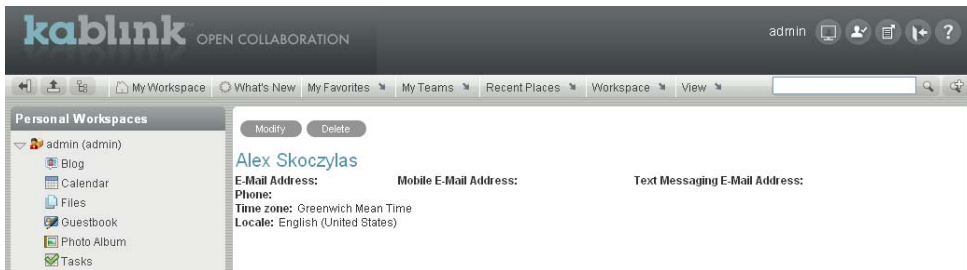 kablink OPEN COLLABORATION
admin ?
My Workspace What's New My Favorites My Teams Recent Places Workspace View
Personal Workspaces
admin (admin)
Blog
Calendar
Files
Guestbook
Photo Album
Tasks
Modify Delete
Alex Skoczylas
E-Mail Address: Mobile E-Mail Address: Text Messaging E-Mail Address:
Phone:
Time zone: Greenwich Mean Time
Locale: English (United States)